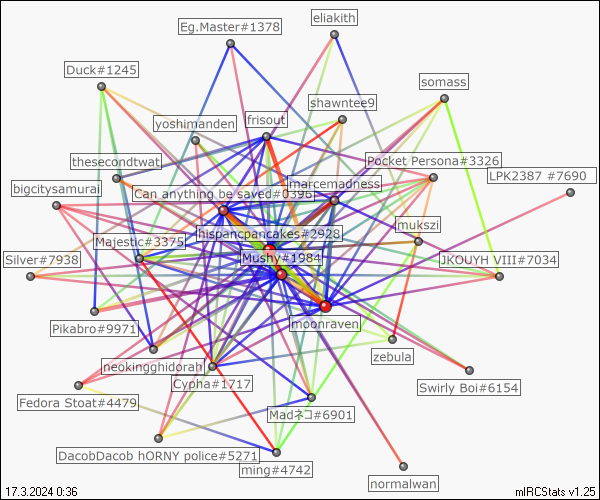 eliakith
Eg.Master#1378
Duck#1245
somass
shawntee9
frisout
yoshimanden
thesecondtwat
Pocket Persona#3326
LPK2387 #7690
marcemadness
bigcitysamurai
Can anything be saved#0396
mukszi
hispancpancakes#2928
Majestic#3375
Mushy#1984
Silver#7938
JKOUYH VIII#7034
Pikabro#9971
moonraven
zebula
neokingghidorah
Cypha#1717
Swirly Boi#6154
Fedora Stoat#4479
Madネコ#6901
DacobDacob hORNY police#5271
ming#4742
normalwan
17.3.2024 0:36
mIRCStats v1.25